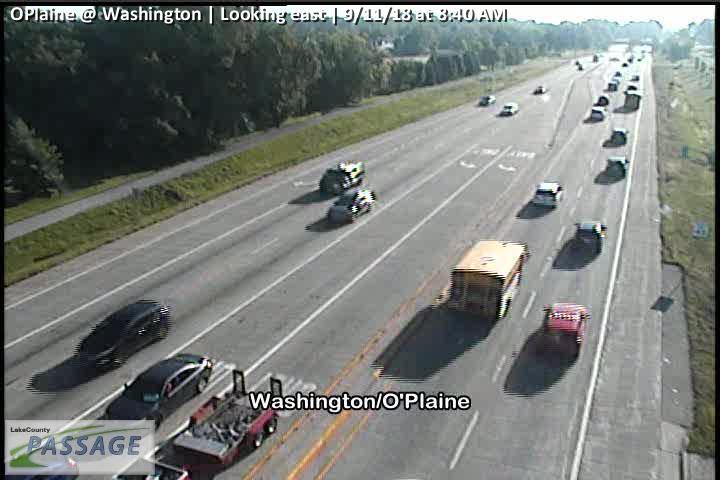 OPlaine @ Washington | Looking east | 9/11/18 at 8:40 AM
Washington/O'Plaine
LakeCounty
PASSAGE